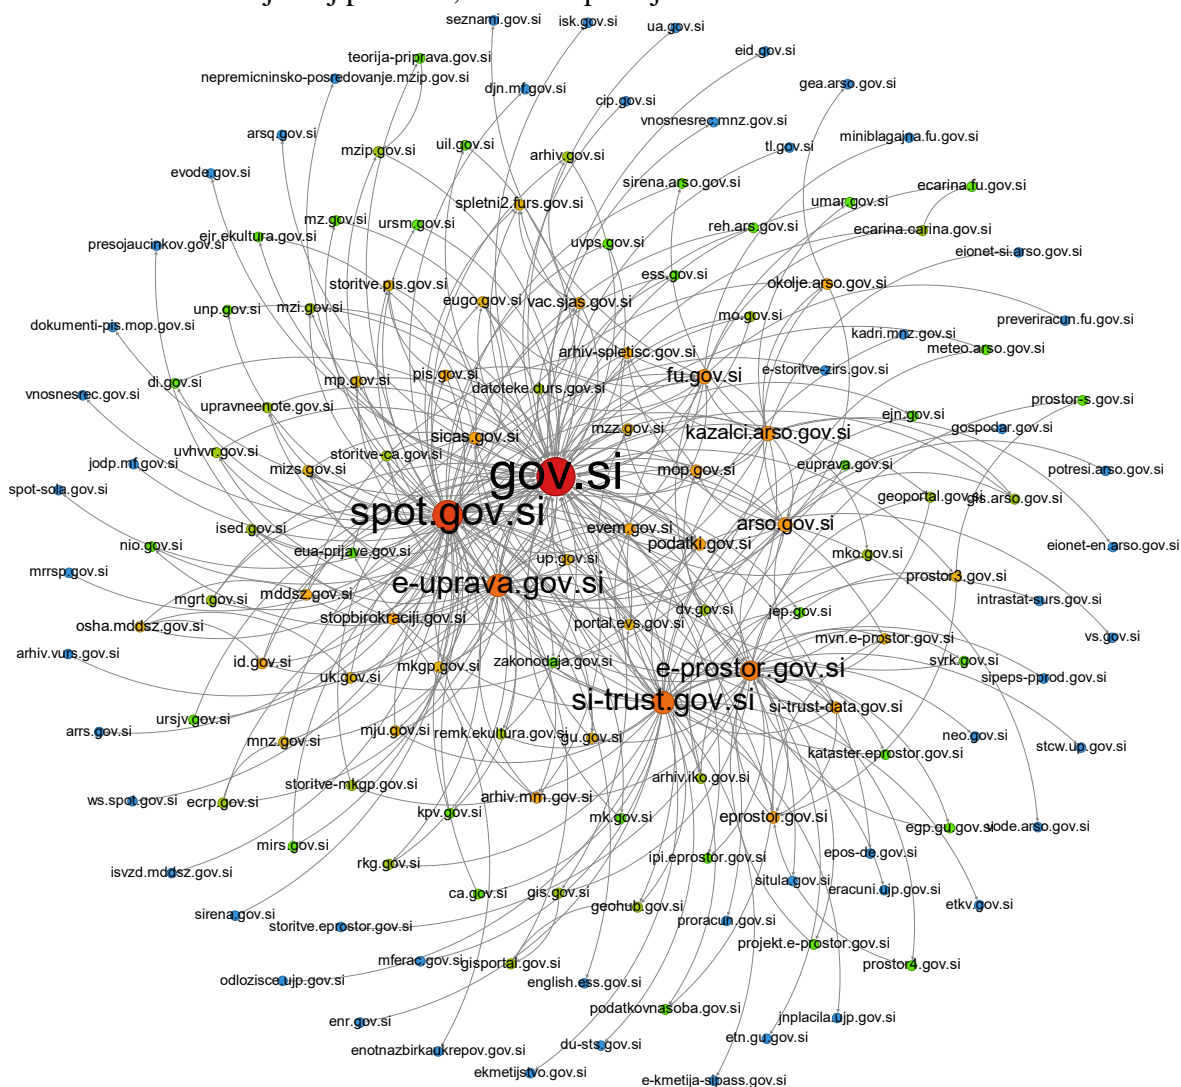 seznami.gov.si
isk.gov.si
ua.gov.si
eid.gov.si
teorija-priprava.gov.si
nepremicninsko-posredovanje.mzip.gov.si
djn.mf.gov.si
gea.arso.gov.si
cip.gov.si
vnosnesrec.mnz.gov.si
arsq.gov.si
miniblagajna.fu.gov.si
mzip.gov.si
uil.gov.si
arhiv.gov.si
tl.gov.si
evode.gov.si
sirena.arso.gov.si
ecarina.fu.gov.si
spletni2.furs.gov.si
umar.gov.si
mz.gov.si
ursm.gov.si
reh.ars.gov.si
ecarina.carina.gov.si
ejr.ekultura.gov.si
presojaucinkov.gov.si
uvps.gov.si
eionet-si.arso.gov.si
ess.gov.si
storitve.pis.gov.si
okolje.arso.gov.si
eugo.gov.si
vac.sjas.gov.si
unp.gov.si
mzi.gov.si
mo.gov.si
dokumenti-pis.mop.gov.si
preveriracun.fu.gov.si
kadri.mnz.gov.si
arhiv-spletisc.gov.si
meteo.arso.gov.si
di.gov.si
mp.gov.si
pis.gov.si
datoteke.durs.gov.si
fu.gov.si
e-storitve-zirs.gov.si
vnosnesrec.gov.si
upravneenote.gov.si
prostor-s.gov.si
ejn.gov.si
sicas.gov.si
mzz.gov.si
kazalci.arso.gov.si
gospodar.gov.si
uvhvvr.gov.si
storitve-ca.gov.si
jodp.mf.gov.si
mizs.gov.si
gov.si
mop.gov.si
euprava.gov.si
potresi.arso.gov.si
spot-sola.gov.si
geoportal.gov.si
gis.arso.gov.si
spot.gov.si
ised.gov.si
evem.gov.si
arso.gov.si
nio.gov.si
eua-prijave.gov.si
podatki.gov.si
eionet-en.arso.gov.si
up.gov.si
mko.gov.si
mrrsp.gov.si
e-uprava.gov.si
prostor3.gov.si
mgrt.gov.si
mddsz.gov.si
intrastat-surs.gov.si
stopbirokraciji.gov.si
dv.gov.si
jep.gov.si
osha.mddsz.gov.si
portal.evs.gov.si
mvn.e-prostor.gov.si
vs.gov.si
arhiv.vurs.gov.si
id.gov.si
mkgp.gov.si
zakonodaja.gov.si
e-prostor.gov.si
svrk.gov.si
uk.gov.si
sipeps-pprod.gov.si
si-trust.gov.si
si-trust-data.gov.si
ursjv.gov.si
arrs.gov.si
mnz.gov.si
mju.gov.si
remk.ekultura.gov.si
gu.gov.si
neo.gov.si
stcw.up.gov.si
kataster.eprostor.gov.si
storitve-mkgp.gov.si
arhiv.iko.gov.si
ws.spot.gov.si
ecrp.gov.si
arhiv.mm.gov.si
kpv.gov.si
mk.gov.si
eprostor.gov.si
egp.gu.gov.si
mirs.gov.si
epos-de.gov.si
rkg.gov.si
ipi.eprostor.gov.si
isvzd.mddsz.gov.si
situla.gov.si
ca.gov.si
gis.gov.si
eracuni.ujp.gov.si
geohub.gov.si
etkv.gov.si
sirena.gov.si
storitve.eprostor.gov.si
proracun.gov.si
projekt.e-prostor.gov.si
mferac.gov.si
gisportal.gov.si
prostor4.gov.si
odlozisce.ujp.gov.si
english.ess.gov.si
podatkovnasoba.gov.si
enr.gov.si
jnplacila.ujp.gov.si
enotnazbirkaukrepov.gov.si
du-sts.gov.si
etn.gu.gov.si
ekmetijstvo.gov.si
e-kmetija-sipass.gov.si